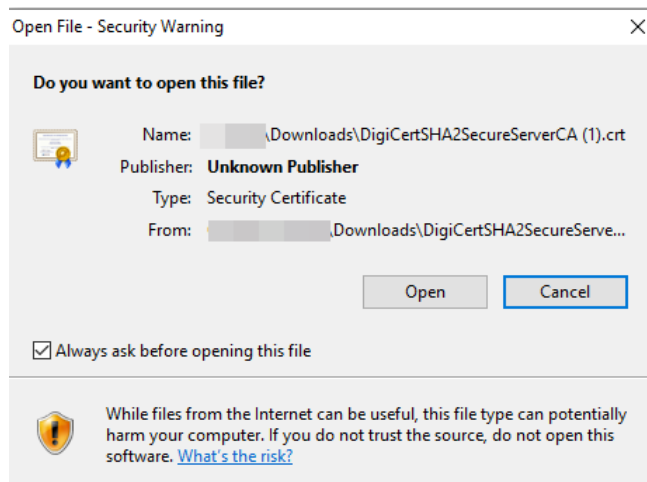 Open File - Security Warning
Do you want to open this file?
Name: \Downloads\DigiCertSHA2SecureServerCA (1).crt
Publisher: Unknown Publisher
Type: Security Certificate
From: \Downloads\DigiCertSHA2SecureServe...
Open Cancel
Always ask before opening this file
While files from the Internet can be useful, this file type can potentially
harm your computer. If you do not trust the source, do not open this
software. What's the risk?